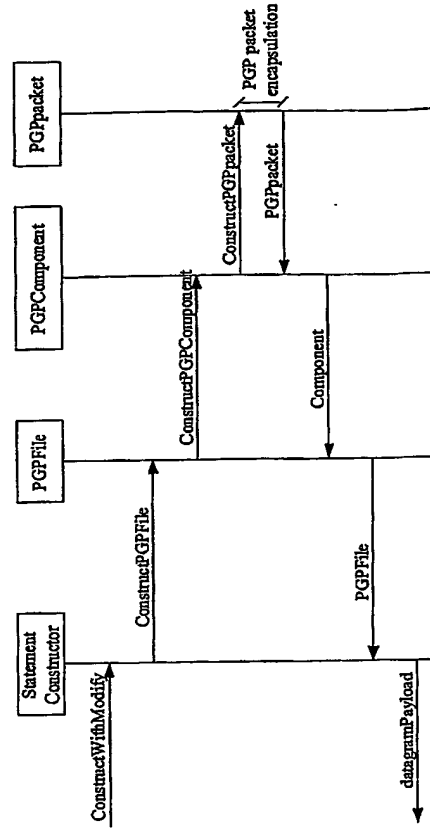 Statement
Constructor
PGPFile
PGPComponent
PGPpacket
ConstructWithModify
ConstructPGPFile
ConstructPGPComponent
ConstructPGPpacket
PGP packet
encapsulation
PGPpacket
Component
PGPFile
datagramPayload